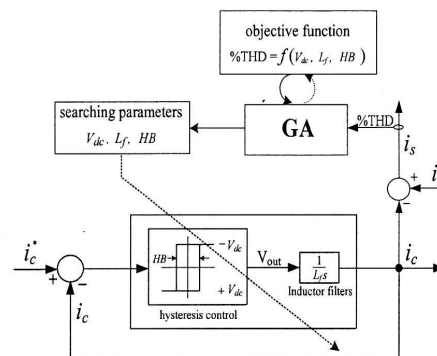 objective function
%THD = f(V_dc, L_f, HB)
searching parameters
V_dc, L_f, HB
GA
%THD
i_s
+
−
i
i_c*
+
−
i_c
HB
−V_dc
+V_dc
hysteresis control
V_out
1
L_f s
Inductor filters
i_c